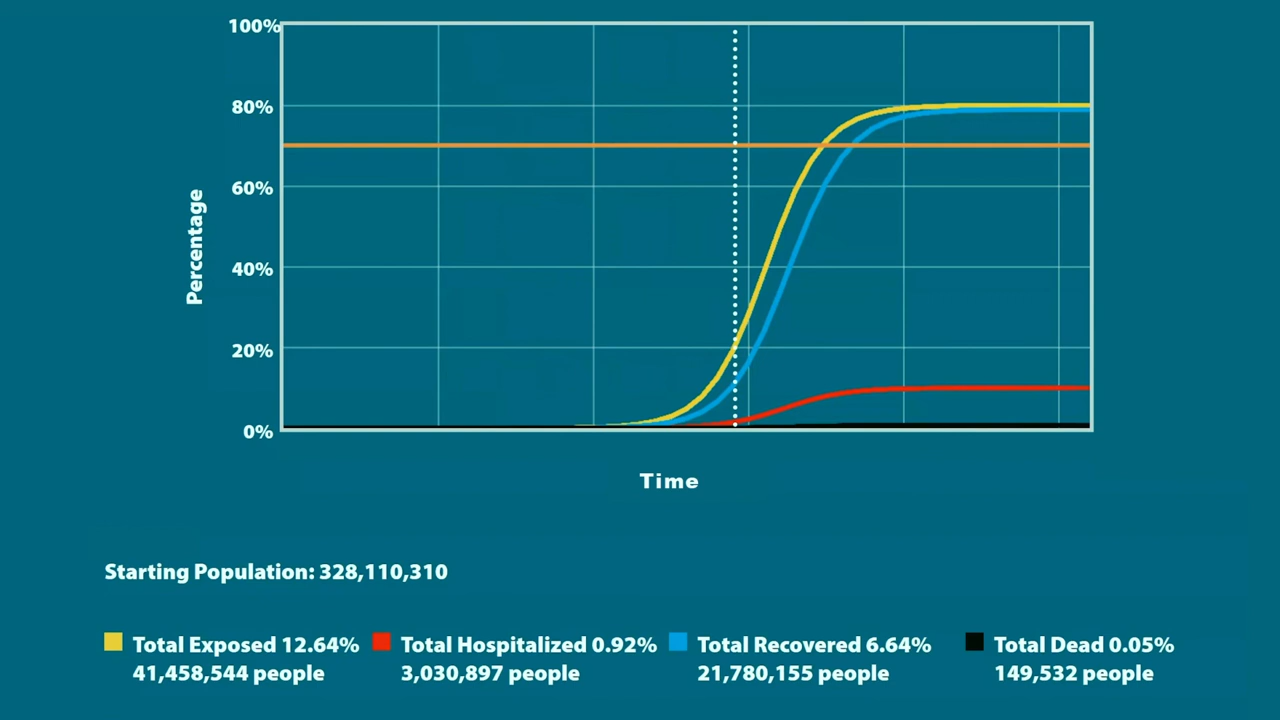 100%
80%
60%
40%
20%
0%
Percentage
Time
Starting Population: 328,110,310
Total Exposed 12.64%
41,458,544 people
Total Hospitalized 0.92%
3,030,897 people
Total Recovered 6.64%
21,780,155 people
Total Dead 0.05%
149,532 people